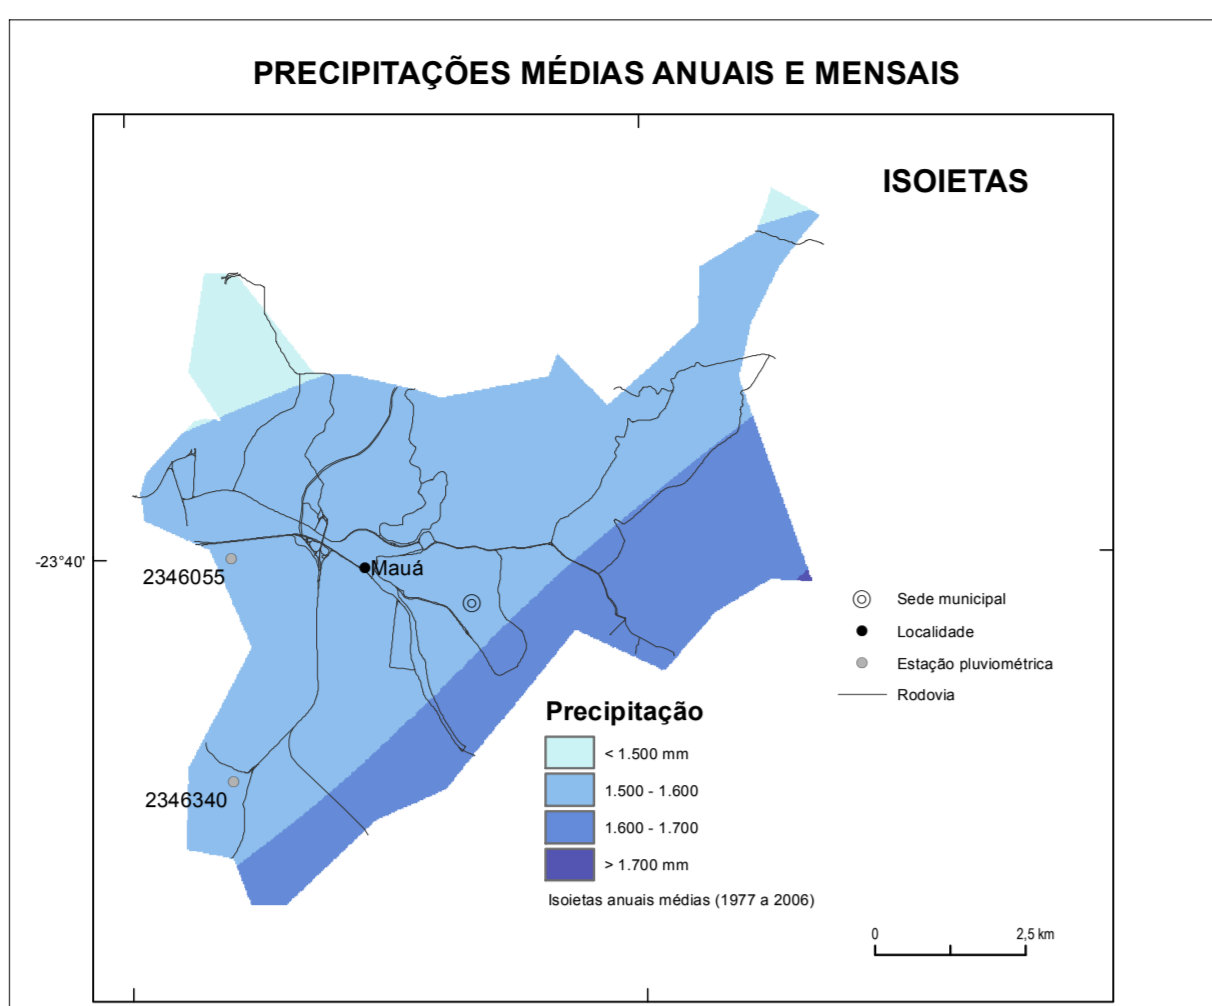 PRECIPITAÇÕES MÉDIAS ANUAIS E MENSAIS
ISOIETAS
-23°40'
2346055
Mauá
Sede municipal
Localidade
Estação pluviométrica
Rodovia
2346340
Precipitação
< 1.500 mm
1.500 - 1.600
1.600 - 1.700
> 1.700 mm
Isoietas anuais médias (1977 a 2006)
0 2,5 km